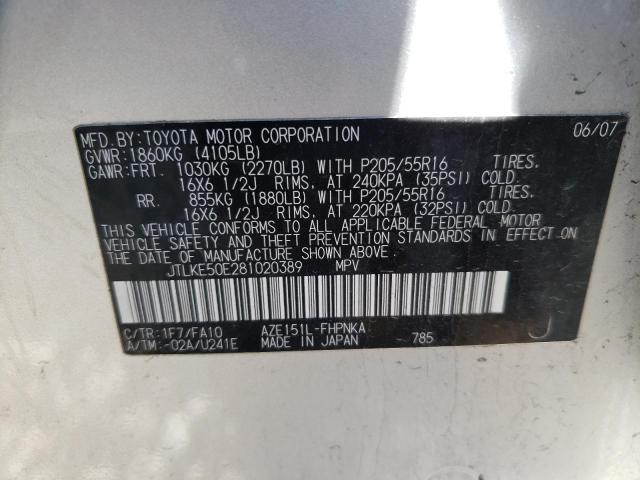 MFD.BY:TOYOTA MOTOR CORPORATION 06/07
GVWR:1860KG (4105LB)
GAWR:FRT. 1030KG (2270LB) WITH P205/55R16 TIRES.
16X6 1/2J RIMS, AT 240KPA (35PSI) COLD.
RR. 855KG (1880LB) WITH P205/55R16 TIRES.
16X6 1/2J RIMS, AT 220KPA (32PSI) COLD.
THIS VEHICLE CONFORMS TO ALL APPLICABLE FEDERAL MOTOR
VEHICLE SAFETY AND THEFT PREVENTION STANDARDS IN EFFECT ON
THE DATE OF MANUFACTURE SHOWN ABOVE.
JTLKE50E281020389 MPV
C/TR:1F7/FA10 AZE151L-FHPNKA
A/TM:-02A/U241E MADE IN JAPAN 785 J